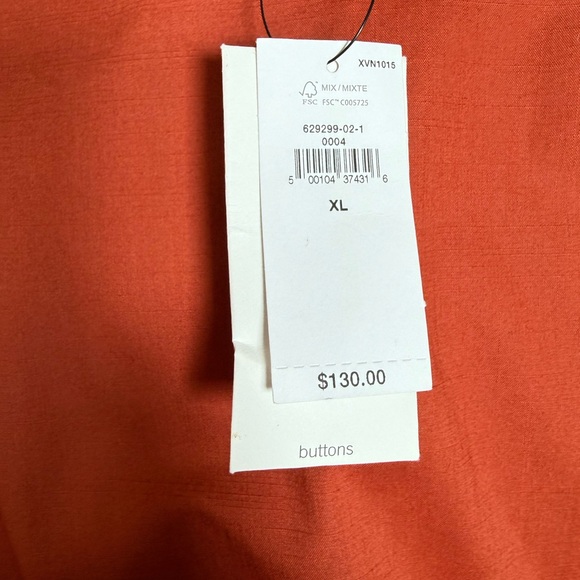 XVN1015
MIX/MIXTE
FSC FSC™ C005725
629299-02-1
0004
5 00104 37431 6
XL
$130.00
buttons